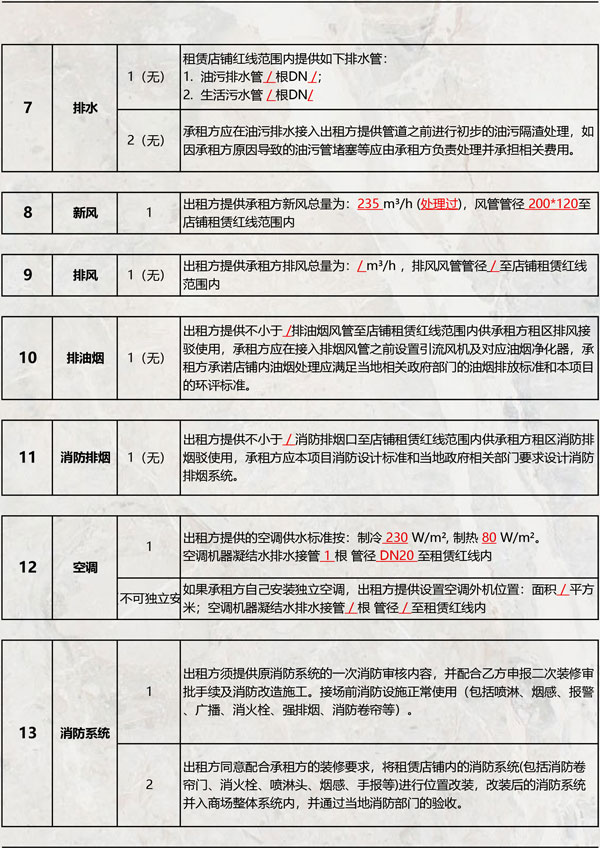 7
排水
1（无）
租赁店铺红线范围内提供如下排水管：
1. 油污排水管 / 根DN /；
2. 生活污水管 / 根DN/
2（无）
承租方应在油污排水接入出租方提供管道之前进行初步的油污隔渣处理，如
因承租方原因导致的油污管堵塞等应由承租方负责处理并承担相关费用。
8
新风
1
出租方提供承租方新风总量为：235 m³/h (处理过)，风管管径 200*120至
店铺租赁红线范围内
9
排风
1（无）
出租方提供承租方排风总量为：/ m³/h ，排风风管管径 / 至店铺租赁红线
范围内
10
排油烟
1（无）
出租方提供不小于 /排油烟风管至店铺租赁红线范围内供承租方租区排风接
驳使用，承租方应在接入排烟风管之前设置引流风机及对应油烟净化器，承
租方承诺店铺内油烟处理应满足当地相关政府部门的油烟排放标准和本项目
的环评标准。
11
消防排烟
1（无）
出租方提供不小于 / 消防排烟口至店铺租赁红线范围内供承租方租区消防排
烟驳使用，承租方应本项目消防设计标准和当地政府相关部门要求设计消防
排烟系统。
12
空调
1
出租方提供的空调供水标准按：制冷 230 W/m², 制热 80 W/m²。
空调机器凝结水排水接管 1 根 管径 DN20 至租赁红线内
不可独立安
如果承租方自己安装独立空调，出租方提供设置空调外机位置：面积 / 平方
米；空调机器凝结水排水接管 / 根 管径 / 至租赁红线内
13
消防系统
1
出租方须提供原消防系统的一次消防审核内容，并配合乙方申报二次装修审
批手续及消防改造施工。接场前消防设施正常使用（包括喷淋、烟感、报警
、广播、消火栓、强排烟、消防卷帘等）。
2
出租方同意配合承租方的装修要求，将租赁店铺内的消防系统(包括消防卷
帘门、消火栓、喷淋头、烟感、手报等)进行位置改装，改装后的消防系统
并入商场整体系统内，并通过当地消防部门的验收。